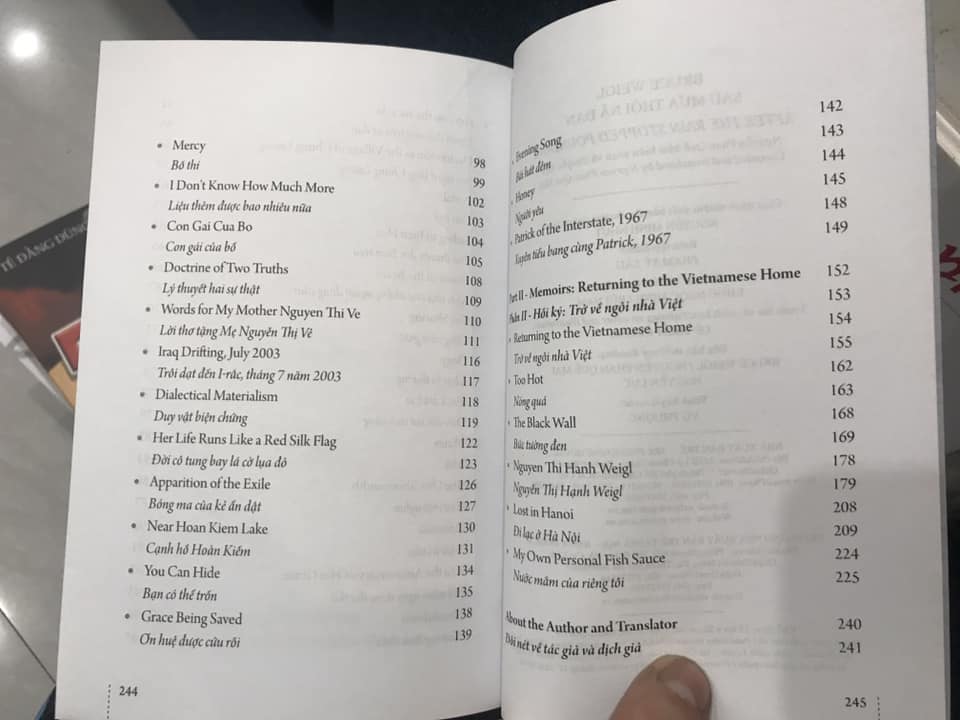 • Mercy 98
Bố thí 99
• I Don't Know How Much More 102
Liệu thêm được bao nhiêu nữa 103
• Con Gai Cua Bo 104
Con gái của bố 105
• Doctrine of Two Truths 108
Lý thuyết hai sự thật 109
• Words for My Mother Nguyen Thi Ve 110
Lời thơ tặng Mẹ Nguyễn Thị Vê 111
• Iraq Drifting, July 2003 116
Trôi dạt đến I-rắc, tháng 7 năm 2003 117
• Dialectical Materialism 118
Duy vật biện chứng 119
• Her Life Runs Like a Red Silk Flag 122
Đời cô tung bay lá cờ lụa đỏ 123
• Apparition of the Exile 126
Bóng ma của kẻ ẩn dật 127
• Near Hoan Kiem Lake 130
Cạnh hồ Hoàn Kiếm 131
• You Can Hide 134
Bạn có thể trốn 135
• Grace Being Saved 138
Ơn huệ được cứu rỗi 139
244
• Evening Song 142
Bài hát đêm 143
• Honey 144
Người yêu 145
• Patrick of the Interstate, 1967 148
Xuyên tiểu bang cùng Patrick, 1967 149
Part II - Memoirs: Returning to the Vietnamese Home 152
Phần II - Hồi ký: Trở về ngôi nhà Việt 153
• Returning to the Vietnamese Home 154
Trở về ngôi nhà Việt 155
• Too Hot 162
Nóng quá 163
• The Black Wall 168
Bức tường đen 169
• Nguyen Thi Hanh Weigl 178
Nguyễn Thị Hạnh Weigl 179
• Lost in Hanoi 208
Đi lạc ở Hà Nội 209
• My Own Personal Fish Sauce 224
Nước mắm của riêng tôi 225
About the Author and Translator 240
Đôi nét về tác giả và dịch giả 241
245